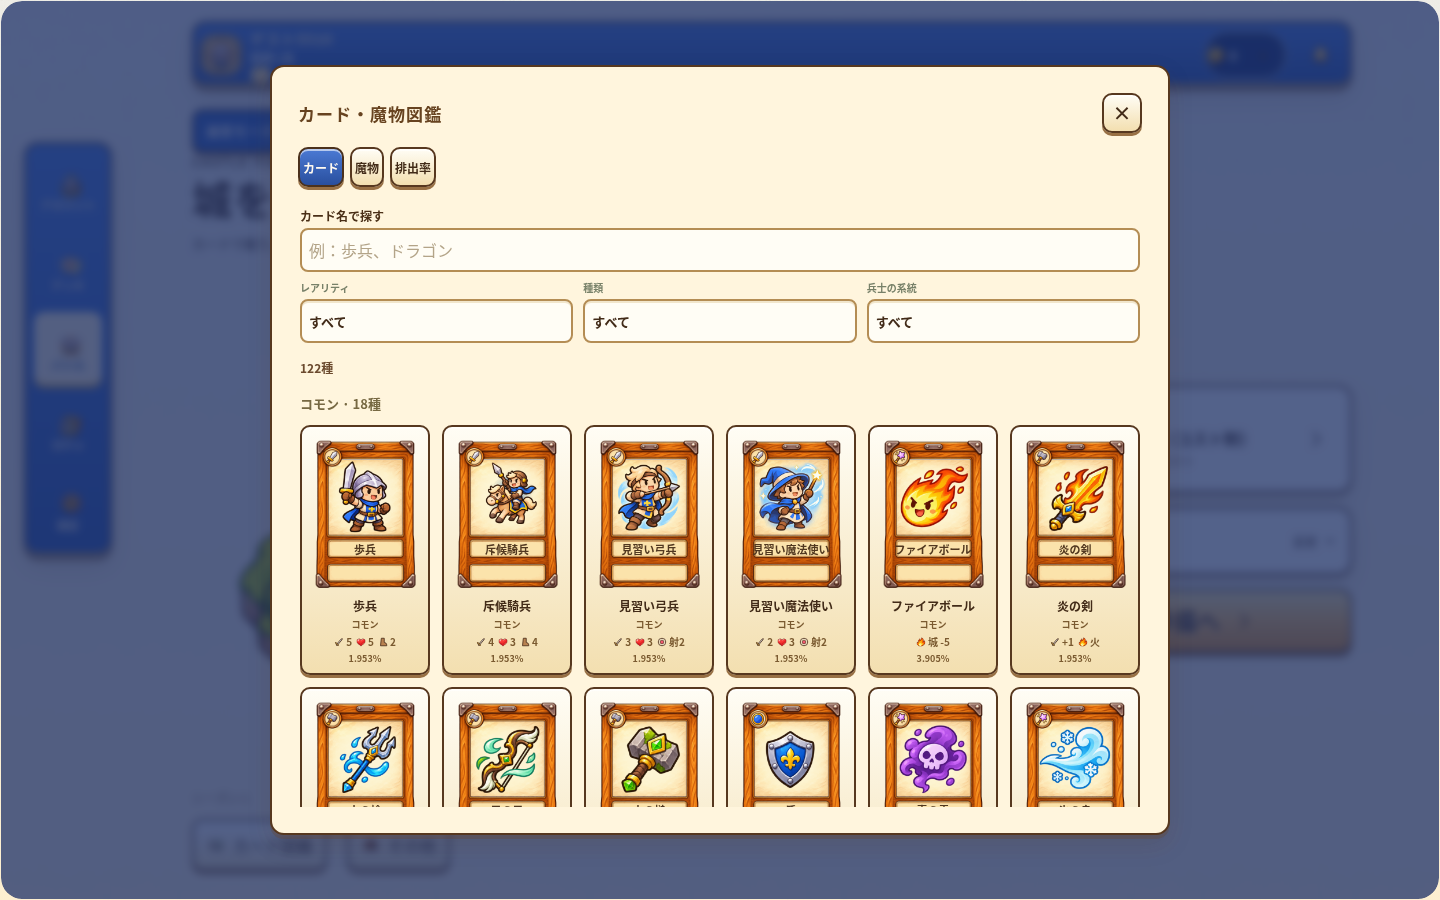 カード・魔物図鑑
カード
魔物
排出率
カード名で探す
例：歩兵、ドラゴン
レアリティ
種類
兵士の系統
すべて
すべて
すべて
122種
コモン · 18種
歩兵
斥候騎兵
見習い弓兵
見習い魔法使い
ファイアボール
炎の剣
歩兵
斥候騎兵
見習い弓兵
見習い魔法使い
ファイアボール
炎の剣
コモン
コモン
コモン
コモン
コモン
コモン
5 5 2
4 3 4
3 3 射2
2 3 射2
城 -5
+1 火
1.953%
1.953%
1.953%
1.953%
3.905%
1.953%
城を